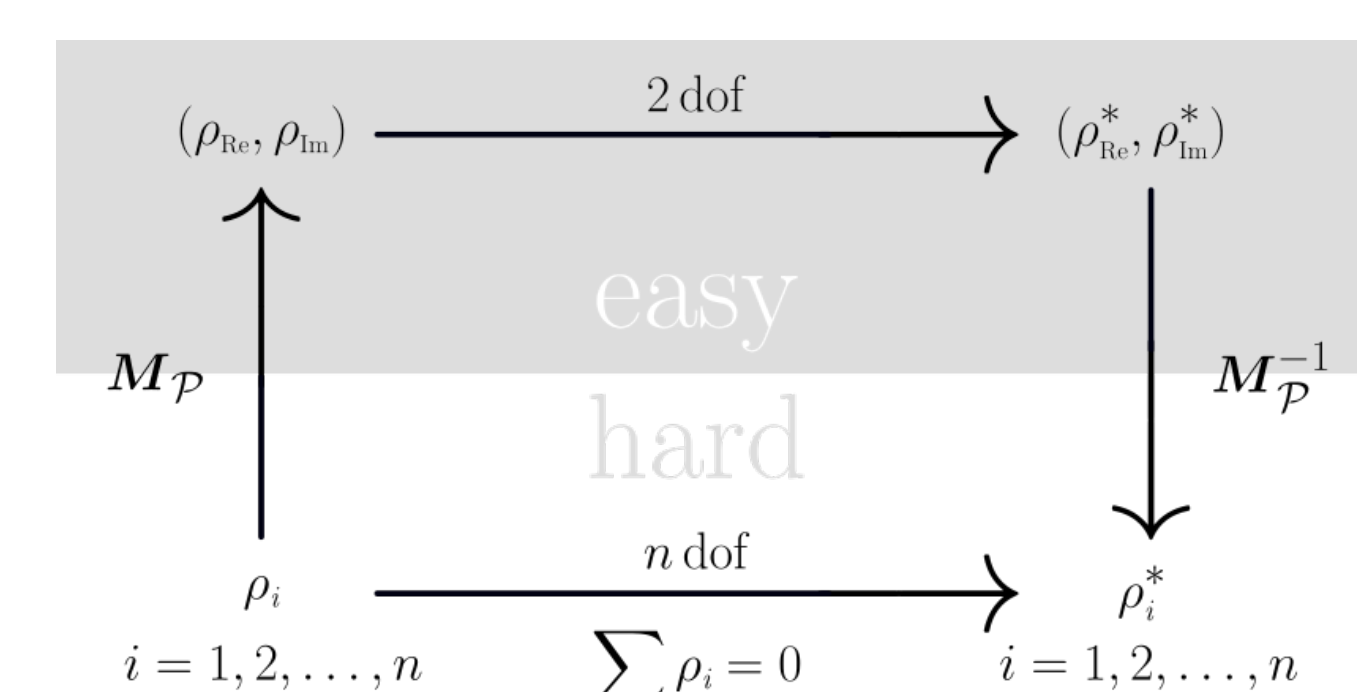 2 dof
(ρ_Re, ρ_Im) (ρ*_Re, ρ*_Im)
easy
M_𝒫 M_𝒫^{-1}
hard
n dof
ρ_i ρ_i^*
i = 1, 2, . . . , n ∑ ρ_i = 0 i = 1, 2, . . . , n